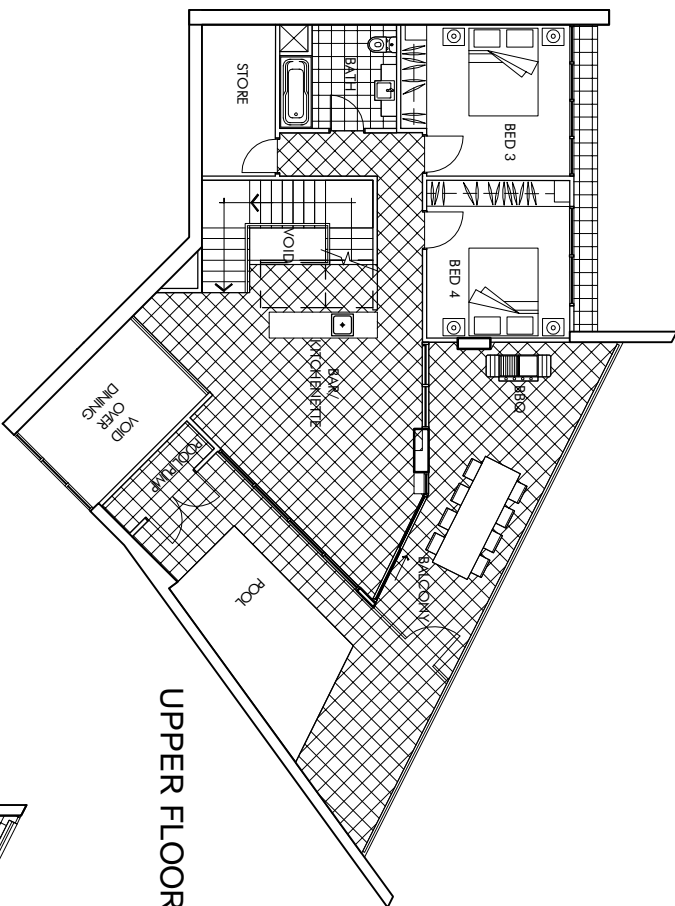 STORE
BATH
BED 3
BED 4
VOID
BAR/
KITCHENETTE
BBQ
VOID
OVER
DINING
POOL PUMP
POOL
BALCONY
UPPER FLOOR